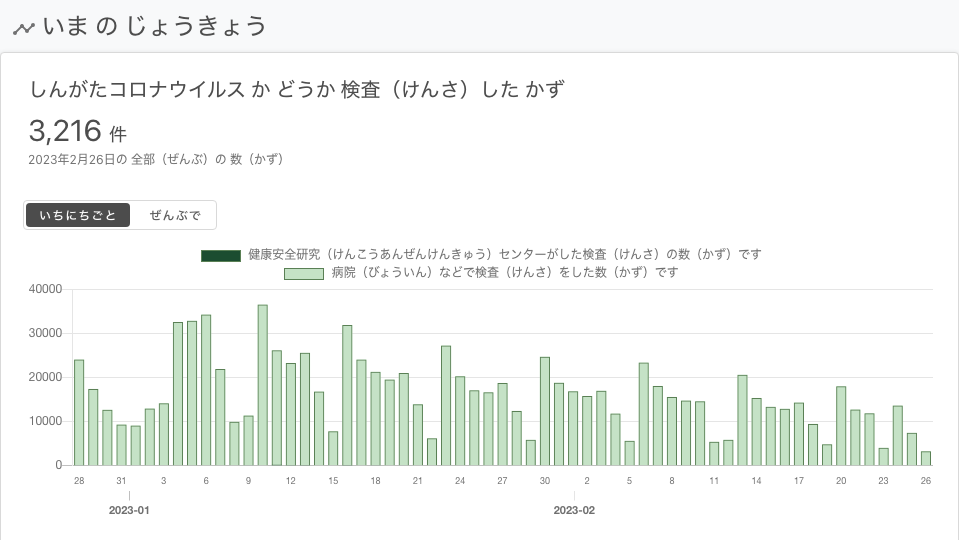 いま の じょうきょう
しんがたコロナウイルス か どうか 検査（けんさ）した かず
3,216 件
2023年2月26日の 全部（ぜんぶ）の 数（かず）
いちにちごと ぜんぶで
健康安全研究（けんこうあんぜんけんきゅう）センターがした検査（けんさ）の数（かず）です
病院（びょういん）などで検査（けんさ）をした数（かず）です
40000
30000
20000
10000
0
28 31 3 6 9 12 15 18 21 24 27 30 2 5 8 11 14 17 20 23 26
2023-01 2023-02